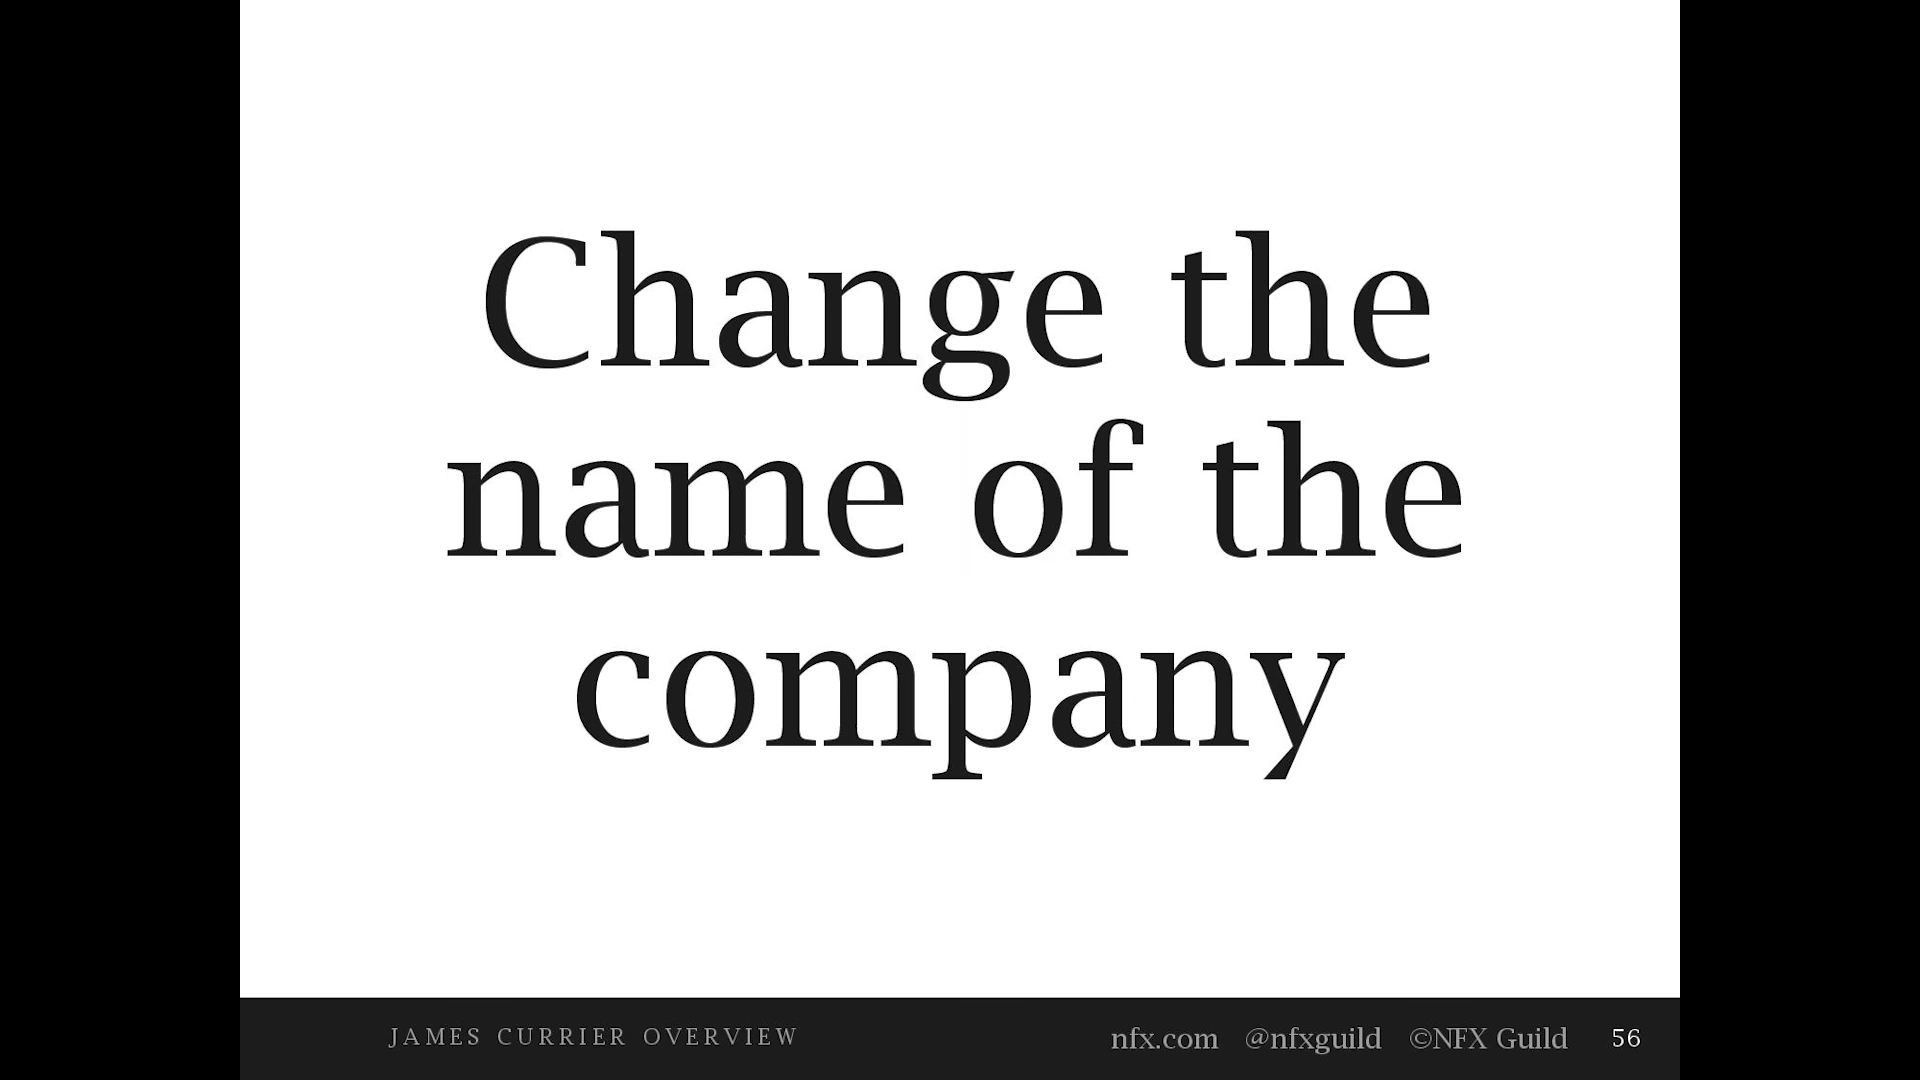 Change the
name of the
company
JAMES CURRIER OVERVIEW nfx.com @nfxguild ©NFX Guild 56